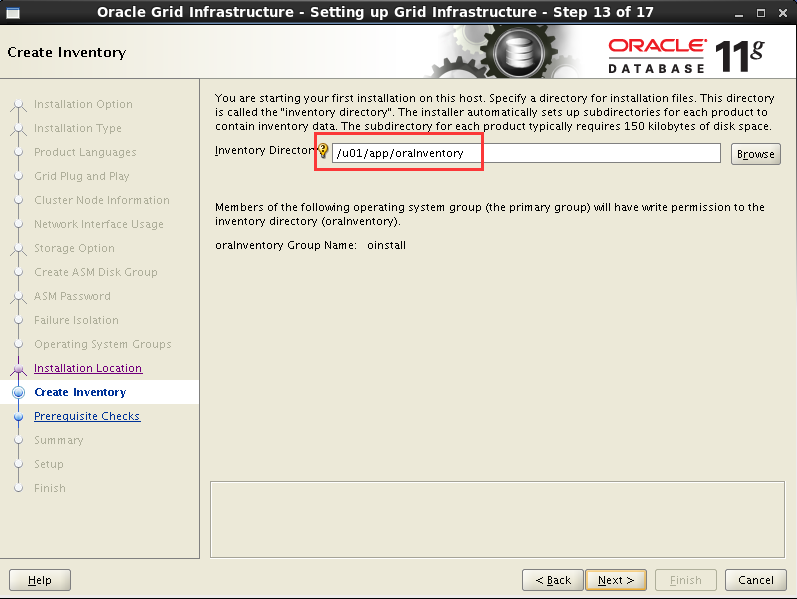 Oracle Grid Infrastructure - Setting up Grid Infrastructure - Step 13 of 17
Create Inventory
ORACLE
DATABASE
11g
Installation Option
Installation Type
Product Languages
Grid Plug and Play
Cluster Node Information
Network Interface Usage
Storage Option
Create ASM Disk Group
ASM Password
Failure Isolation
Operating System Groups
Installation Location
Create Inventory
Prerequisite Checks
Summary
Setup
Finish
You are starting your first installation on this host. Specify a directory for installation files. This directory
is called the "inventory directory". The installer automatically sets up subdirectories for each product to
contain inventory data. The subdirectory for each product typically requires 150 kilobytes of disk space.
Inventory Director
/u01/app/oraInventory
Browse
Members of the following operating system group (the primary group) will have write permission to the
inventory directory (oraInventory).
oraInventory Group Name: oinstall
Help
< Back
Next >
Finish
Cancel